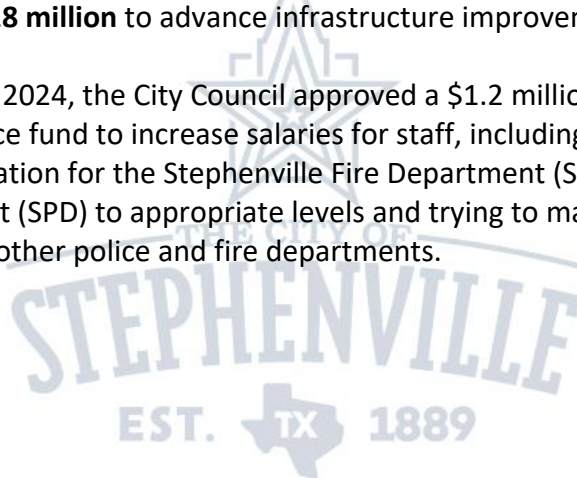 8 million to advance infrastructure improve
2024, the City Council approved a $1.2 millio
ce fund to increase salaries for staff, including
ation for the Stephenville Fire Department (S
t (SPD) to appropriate levels and trying to ma
other police and fire departments.
THE CITY OF
STEPHENVILLE
EST. TX 1889